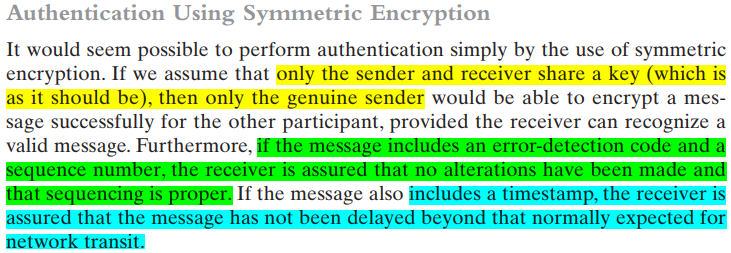 Authentication Using Symmetric Encryption
It would seem possible to perform authentication simply by the use of symmetric
encryption. If we assume that only the sender and receiver share a key (which is
as it should be), then only the genuine sender would be able to encrypt a mes-
sage successfully for the other participant, provided the receiver can recognize a
valid message. Furthermore, if the message includes an error-detection code and a
sequence number, the receiver is assured that no alterations have been made and
that sequencing is proper. If the message also includes a timestamp, the receiver is
assured that the message has not been delayed beyond that normally expected for
network transit.